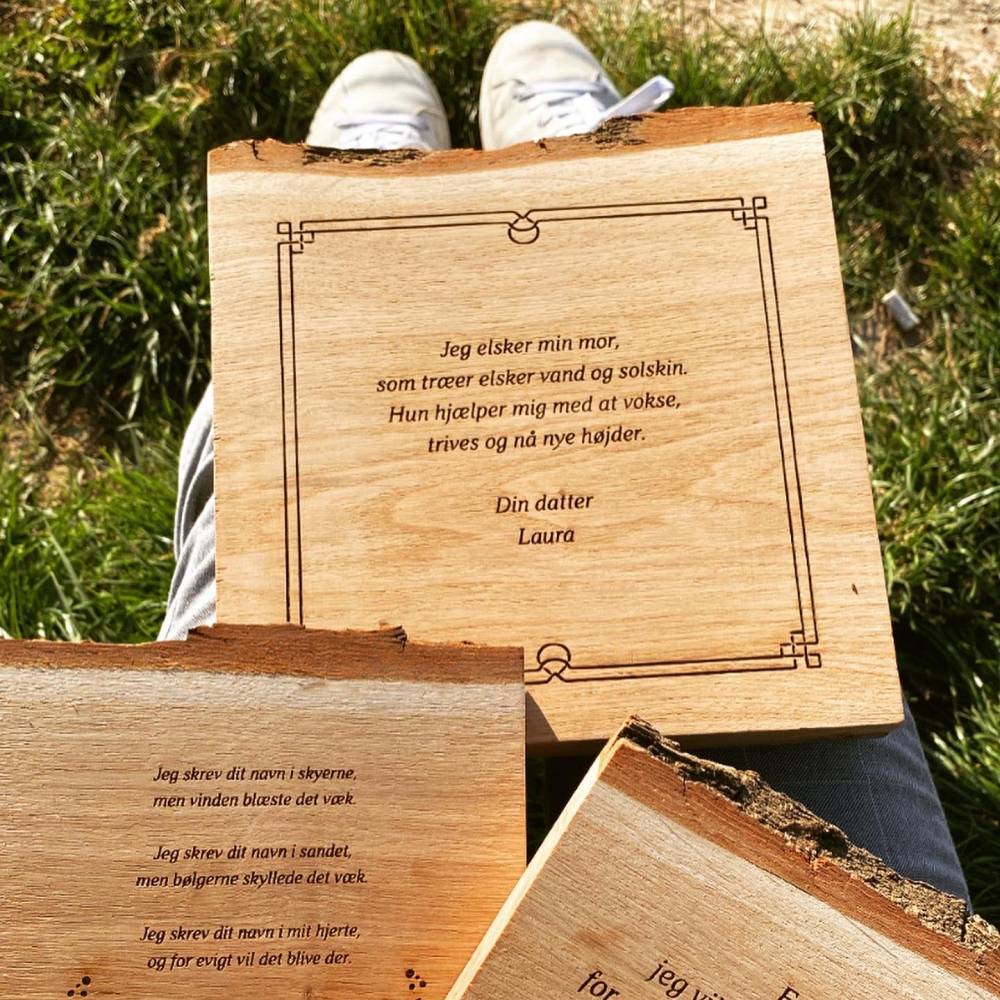 Jeg elsker min mor,
som træer elsker vand og solskin.
Hun hjælper mig med at vokse,
trives og nå nye højder.
Din datter
Laura
Jeg skrev dit navn i skyerne,
men vinden blæste det væk.
Jeg skrev dit navn i sandet,
men bølgerne skyllede det væk.
Jeg skrev dit navn i mit hjerte,
og for evigt vil det blive der.
jeg
for